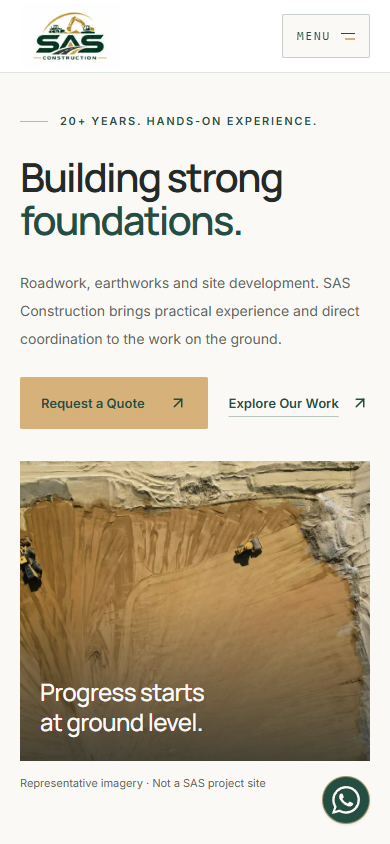 SAS
CONSTRUCTION
MENU
20+ YEARS. HANDS-ON EXPERIENCE.
Building strong
foundations.
Roadwork, earthworks and site development. SAS
Construction brings practical experience and direct
coordination to the work on the ground.
Request a Quote
Explore Our Work
Progress starts
at ground level.
Representative imagery · Not a SAS project site